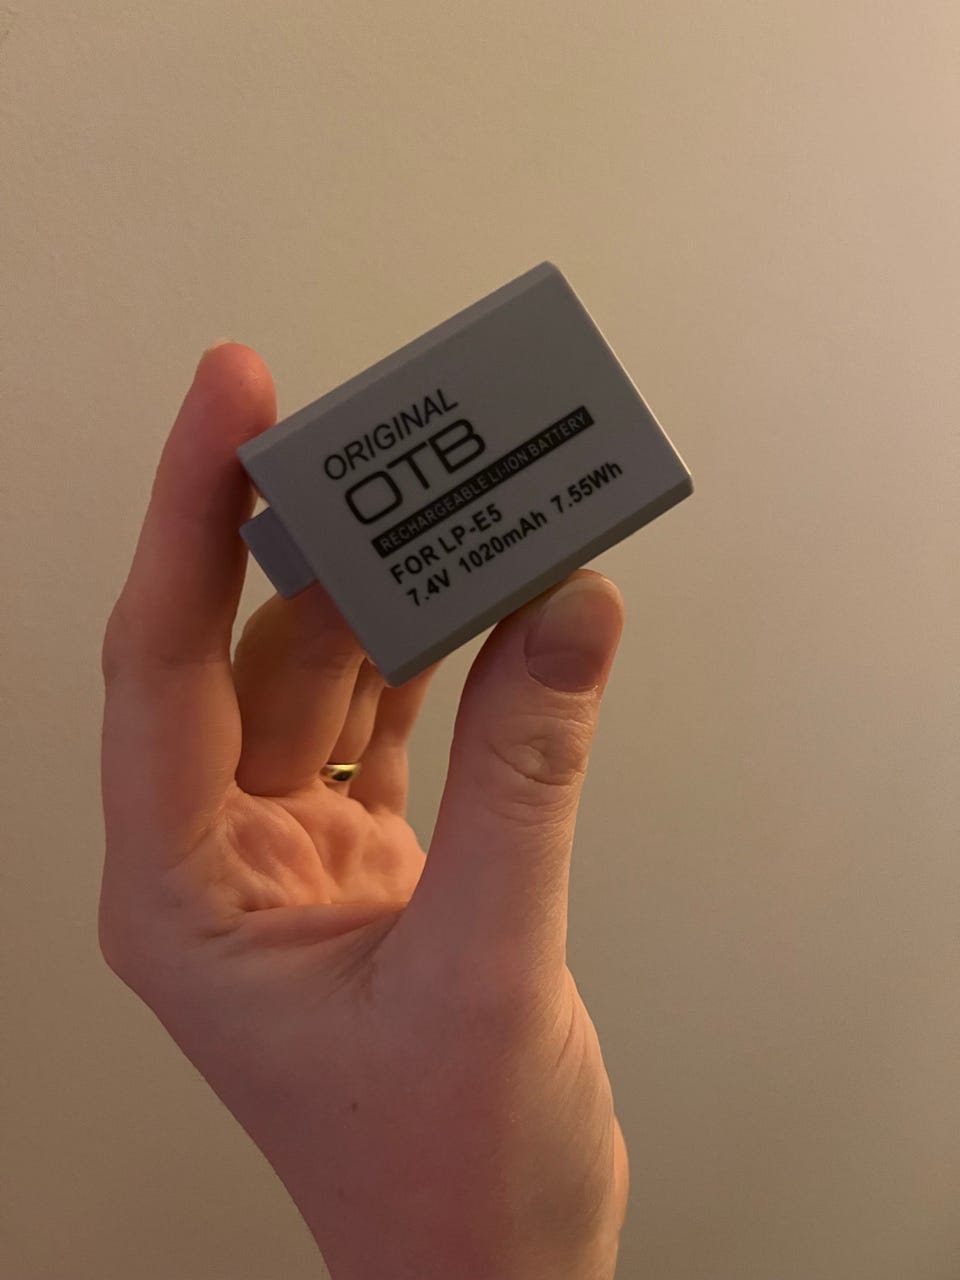 ORIGINAL
OTB
RECHARGEABLE LI-ION BATTERY
FOR LP-E5
7.4V 1020mAh 7.55Wh